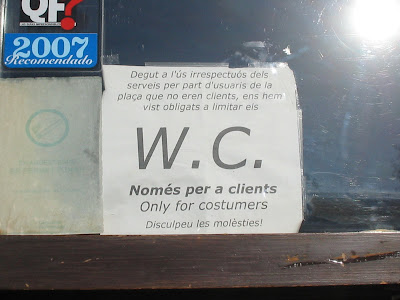 QF?
2007
Recomendado
Degut a l'ús irrespectuós dels
serveis per part d'usuaris de la
plaça que no eren clients, ens hem
vist obligats a limitar els
W.C.
Només per a clients
Only for costumers
Disculpeu les molèsties!